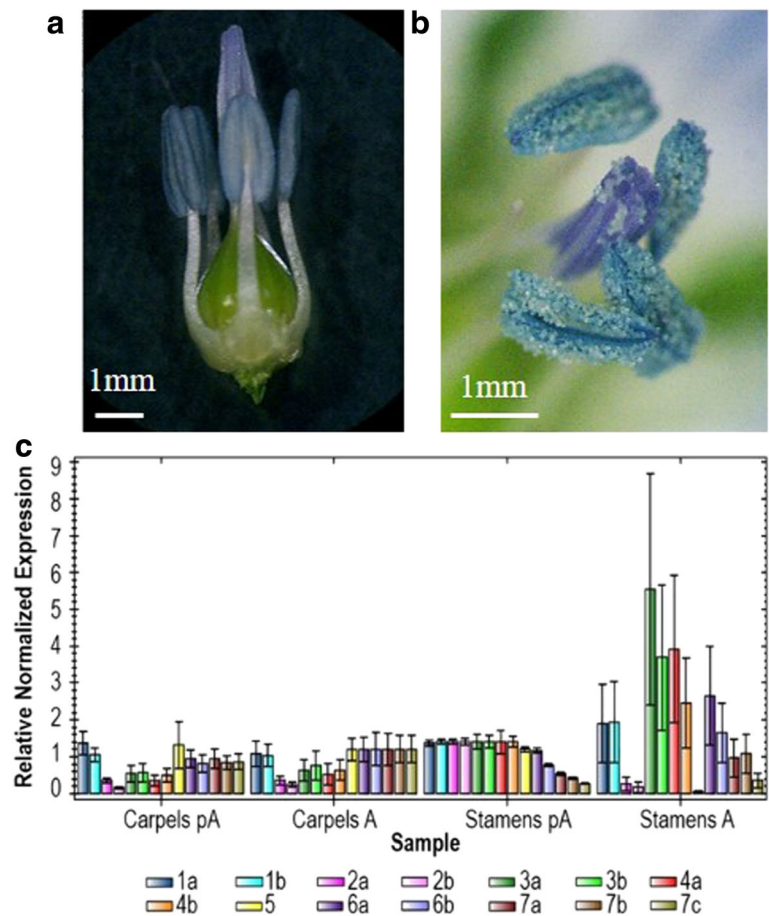 a
b
1mm
1mm
c
Relative Normalized Expression
9
8
7
6
5
4
3
2
1
0
Carpels pA Carpels A Stamens pA Stamens A
Sample
1a 1b 2a 2b 3a 3b 4a
4b 5 6a 6b 7a 7b 7c